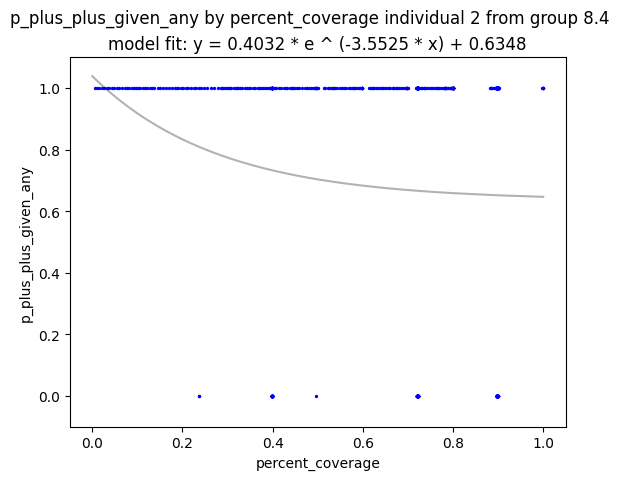 p_plus_plus_given_any by percent_coverage individual 2 from group 8.4
model fit: y = 0.4032 * e ^ (-3.5525 * x) + 0.6348
1.0
0.8
0.6
0.4
0.2
0.0
p_plus_plus_given_any
0.0 0.2 0.4 0.6 0.8 1.0
percent_coverage